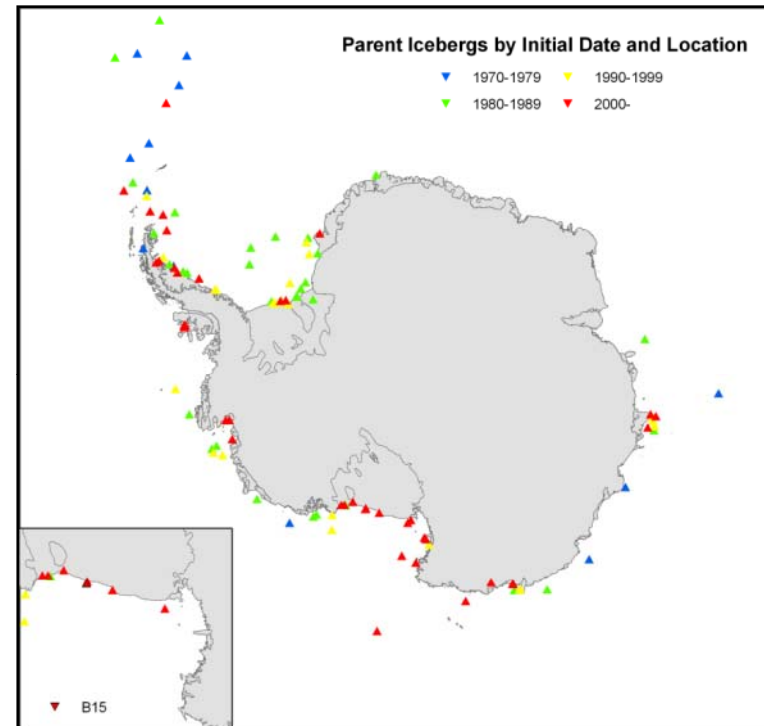 Parent Icebergs by Initial Date and Location
1970-1979 1990-1999
1980-1989 2000-
B15